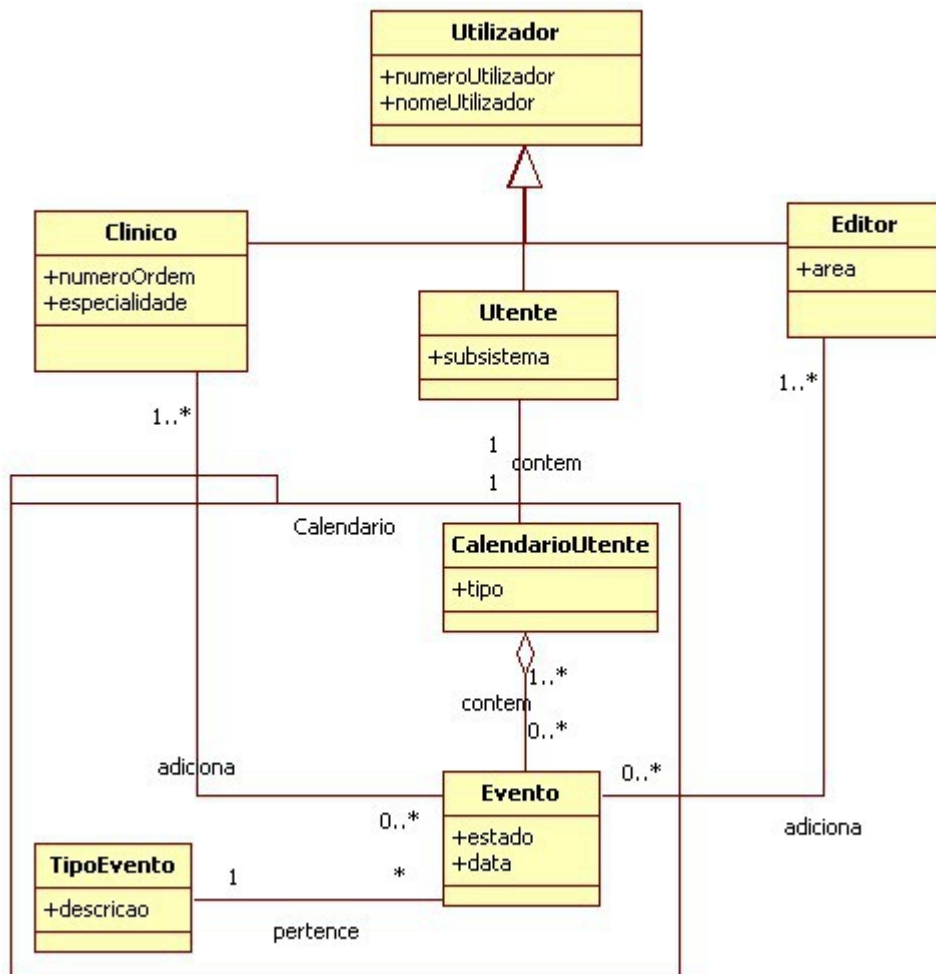 Utilizador
+numeroUtilizador
+nomeUtilizador
Clinico
+numeroOrdem
+especialidade
Editor
+area
Utente
+subsistema
1..*
1..*
1
contem
1
Calendario
CalendarioUtente
+tipo
1..*
contem
0..*
adiciona
0..*
0..*
adiciona
Evento
+estado
+data
TipoEvento
+descricao
1
*
pertence